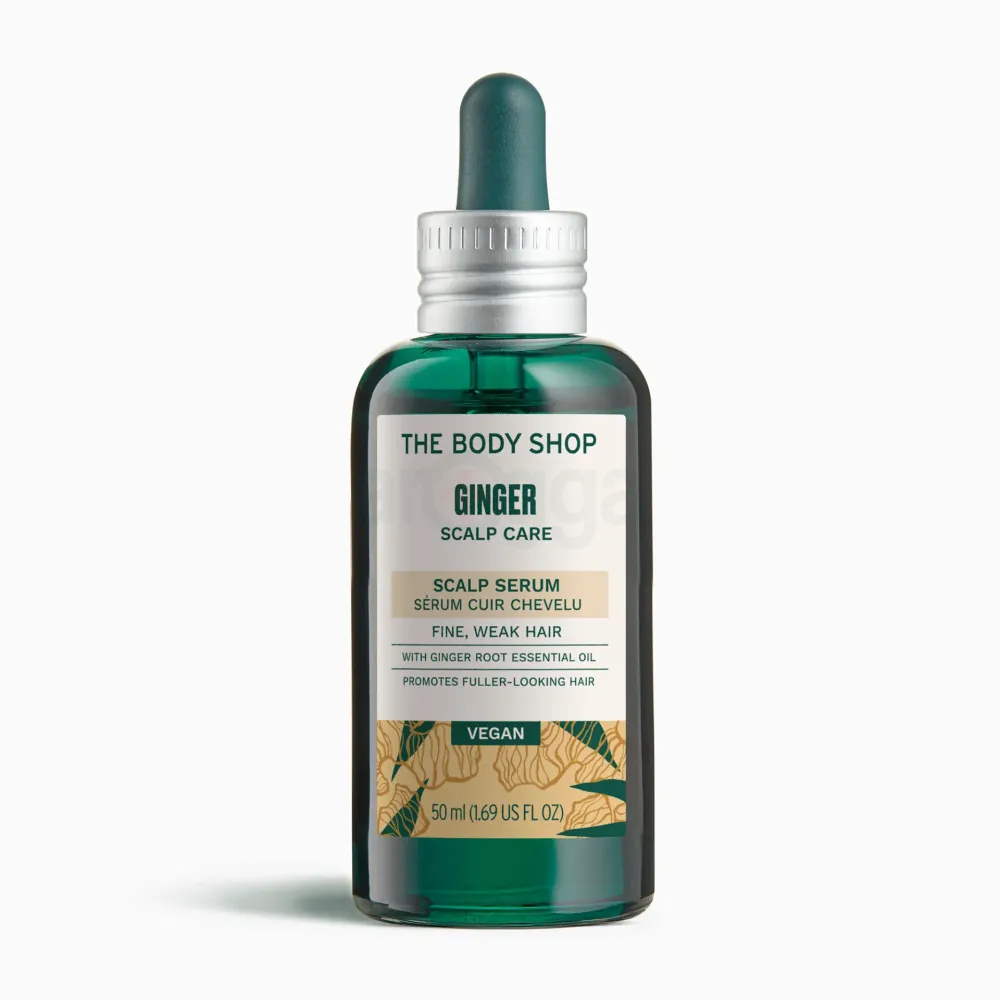 THE BODY SHOP
GINGER
SCALP CARE
SCALP SERUM
SÉRUM CUIR CHEVELU
FINE, WEAK HAIR
WITH GINGER ROOT ESSENTIAL OIL
PROMOTES FULLER-LOOKING HAIR
VEGAN
50 ml (1.69 US FL OZ)